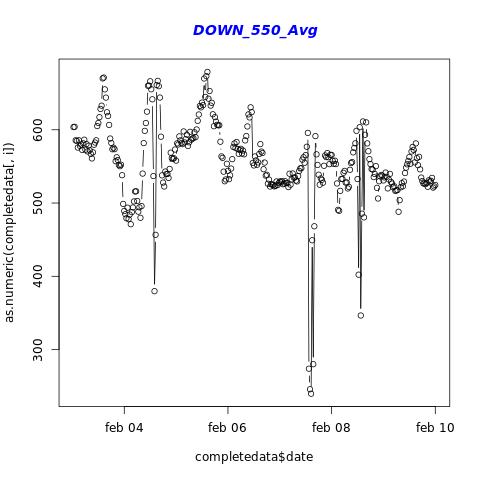 DOWN_550_Avg
as.numeric(completedata[, i])
600
500
400
300
feb 04 feb 06 feb 08 feb 10
completedata$date